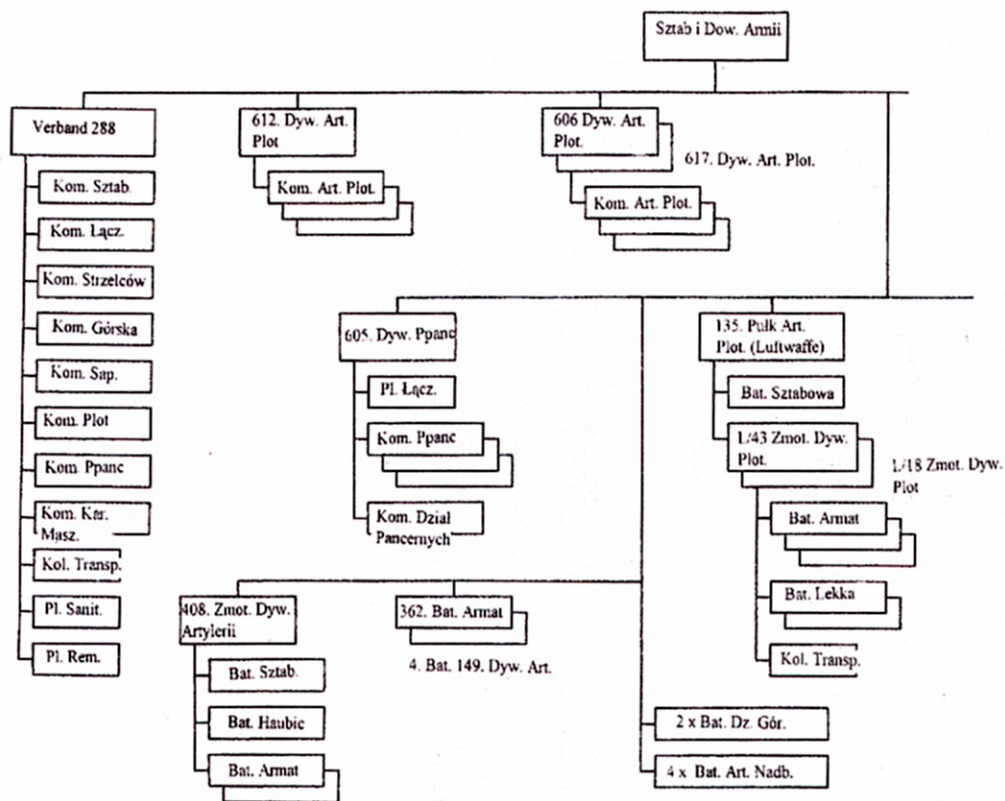 Sztab i Dow. Armii
Verband 288
Kom. Sztab.
Kom. Łącz.
Kom. Strzelców
Kom. Górska
Kom. Sap.
Kom. Plot
Kom. Ppanc
Kom. Kar.
Masz.
Kol. Transp.
Pl. Sanit.
Pl. Rem.
612. Dyw. Art.
Plot
Kom. Art. Plot.
606 Dyw. Art.
Plot.
617. Dyw. Art. Plot.
Kom. Art. Plot.
605. Dyw. Ppanc
Pl. Łącz.
Kom. Ppanc
Kom. Dział
Pancernych
135. Pułk Art.
Plot. (Luftwaffe)
Bat. Sztabowa
I./43 Zmot. Dyw.
Plot.
I./18 Zmot. Dyw.
Plot
Bat. Armat
Bat. Lekka
Kol. Transp.
408. Zmot. Dyw.
Artylerii
Bat. Sztab.
Bat. Haubic
Bat. Armat
362. Bat. Armat
4. Bat. 149. Dyw. Art.
2 x Bat. Dz. Gór.
4 x Bat. Art. Nadb.